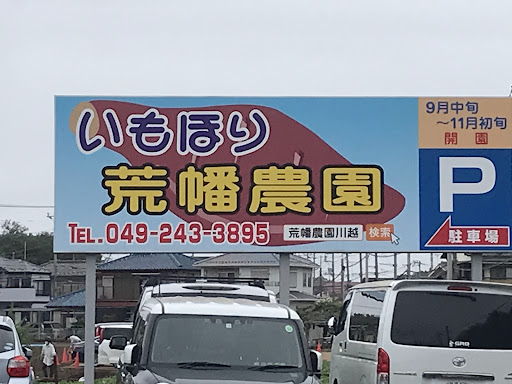 いもほり
荒幡農園
TEL.049-243-3895
荒幡農園川越 検索
9月中旬
～11月初旬
開園
P
駐車場